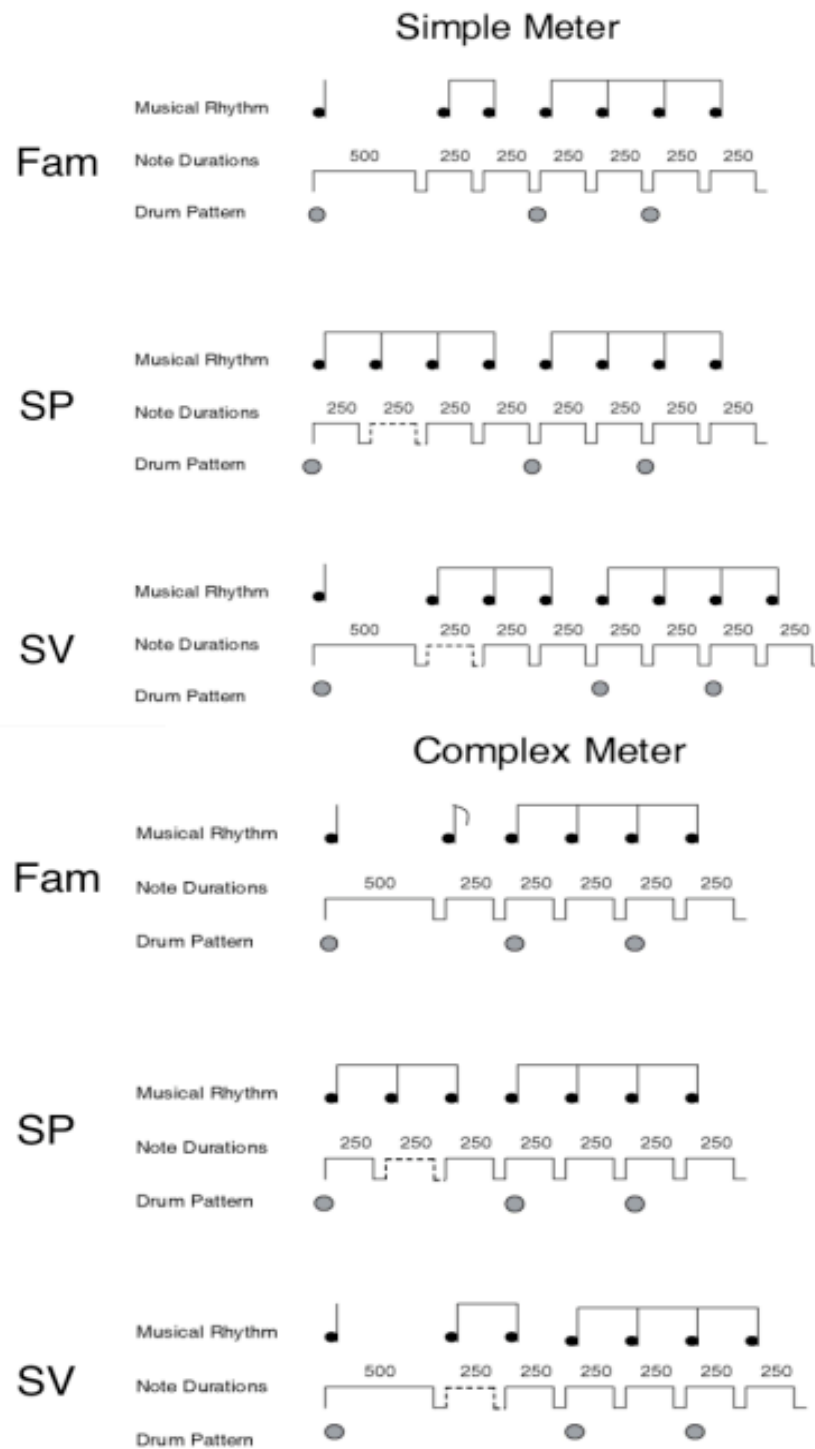 Simple Meter
Musical Rhythm
Fam
Note Durations
500 250 250 250 250 250 250
Drum Pattern
Musical Rhythm
SP
Note Durations
250 250 250 250 250 250 250 250
Drum Pattern
Musical Rhythm
SV
Note Durations
500 250 250 250 250 250 250 250
Drum Pattern
Complex Meter
Musical Rhythm
Fam
Note Durations
500 250 250 250 250 250
Drum Pattern
Musical Rhythm
SP
Note Durations
250 250 250 250 250 250 250
Drum Pattern
Musical Rhythm
SV
Note Durations
500 250 250 250 250 250 250
Drum Pattern